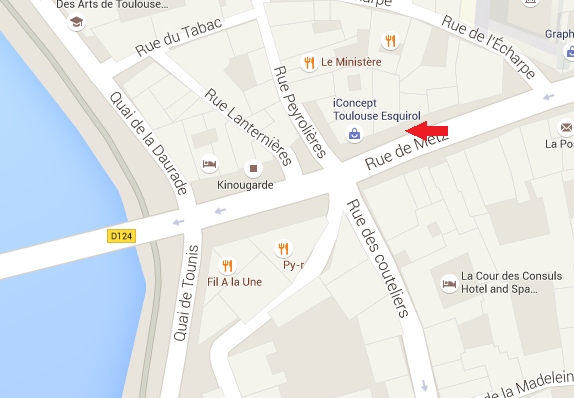 Des Arts de Toulouse...
Rue du Tabac
Écharpe
Rue de l'Écharpe
Graph
Le Ministère
iConcept
Toulouse Esquirol
Rue Peyrolières
Rue Lanternières
Quai de la Daurade
Rue de Metz
La Po
Kinougarde
D124
Rue des couteliers
Quai de Tounis
Py-r
Fil A la Une
La Cour des Consuls
Hotel and Spa...
de la Madelein